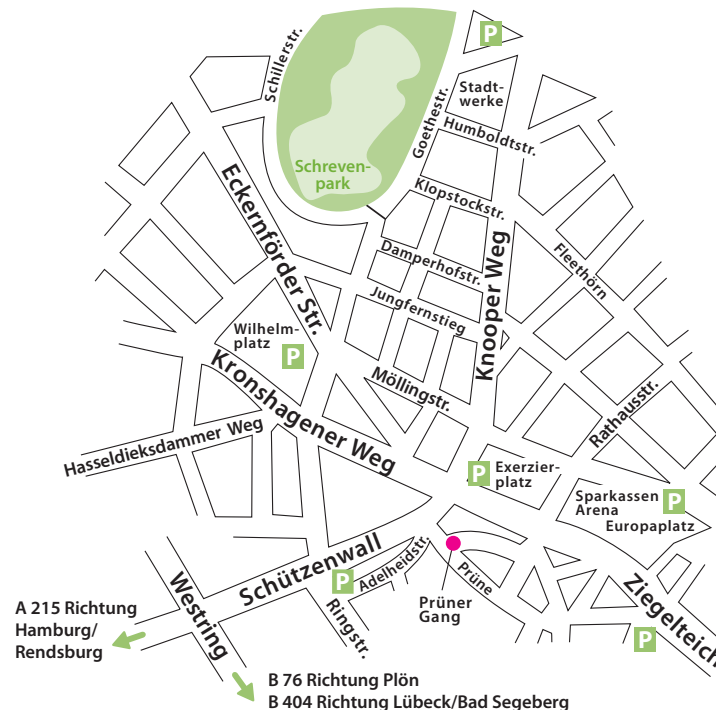 P
Schillerstr.
Stadt-
werke
Goethestr.
Humboldtstr.
Schreven-
park
Klopstockstr.
Eckernförder Str.
Damperhofstr.
Knooper Weg
Fleethörn
Jungfernstieg
Wilhelm-
platz
P
Möllingstr.
Kronshagener Weg
Rathausstr.
Hasseldieksdammer Weg
P
Exerzier-
platz
Sparkassen
Arena
P
Europaplatz
Schützenwall
Adelheidstr.
P
Prüne
Prüner
Gang
Ziegelteich
Westring
Ringstr.
P
A 215 Richtung
Hamburg/
Rendsburg
B 76 Richtung Plön
B 404 Richtung Lübeck/Bad Segeberg